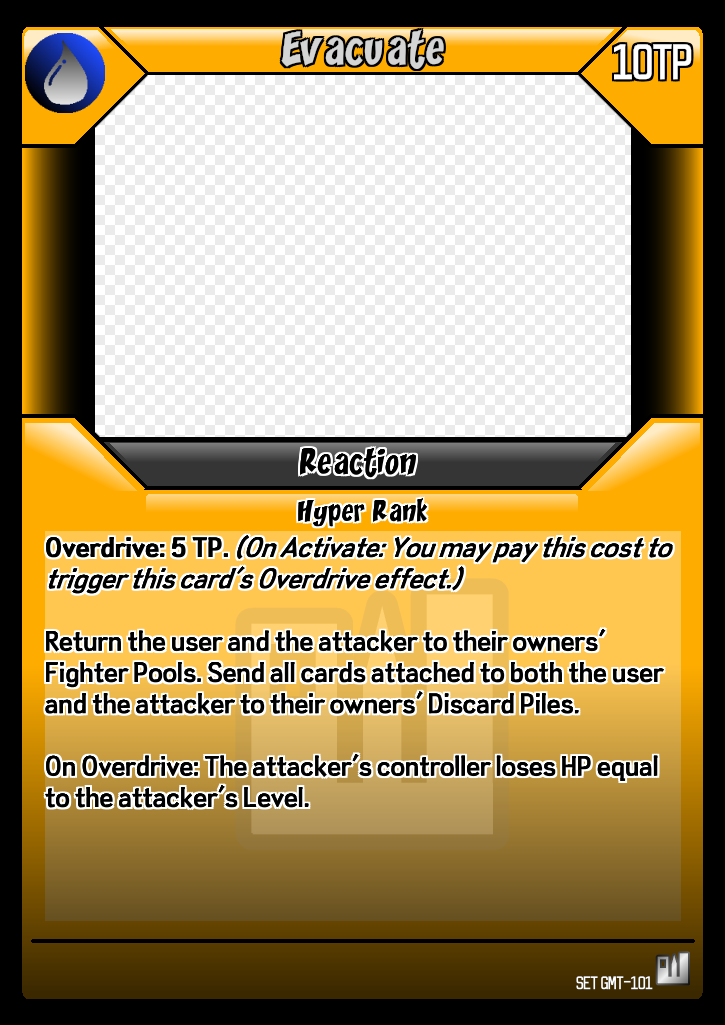 Evacuate
10TP
Reaction
Hyper Rank
Overdrive: 5 TP. (On Activate: You may pay this cost to
trigger this card's Overdrive effect.)
Return the user and the attacker to their owners'
Fighter Pools. Send all cards attached to both the user
and the attacker to their owners' Discard Piles.
On Overdrive: The attacker's controller loses HP equal
to the attacker's Level.
SET GMT-101